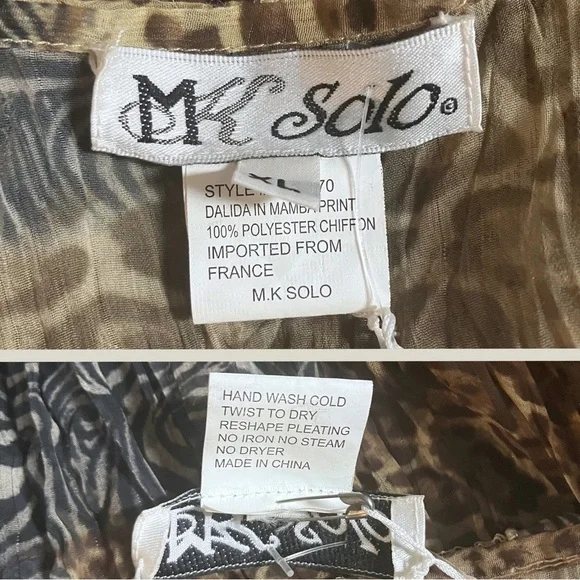 MK Solo ©
XL
STYLE 70
DALIDA IN MAMBA PRINT
100% POLYESTER CHIFFON
IMPORTED FROM
FRANCE
M.K SOLO
HAND WASH COLD
TWIST TO DRY
RESHAPE PLEATING
NO IRON NO STEAM
NO DRYER
MADE IN CHINA